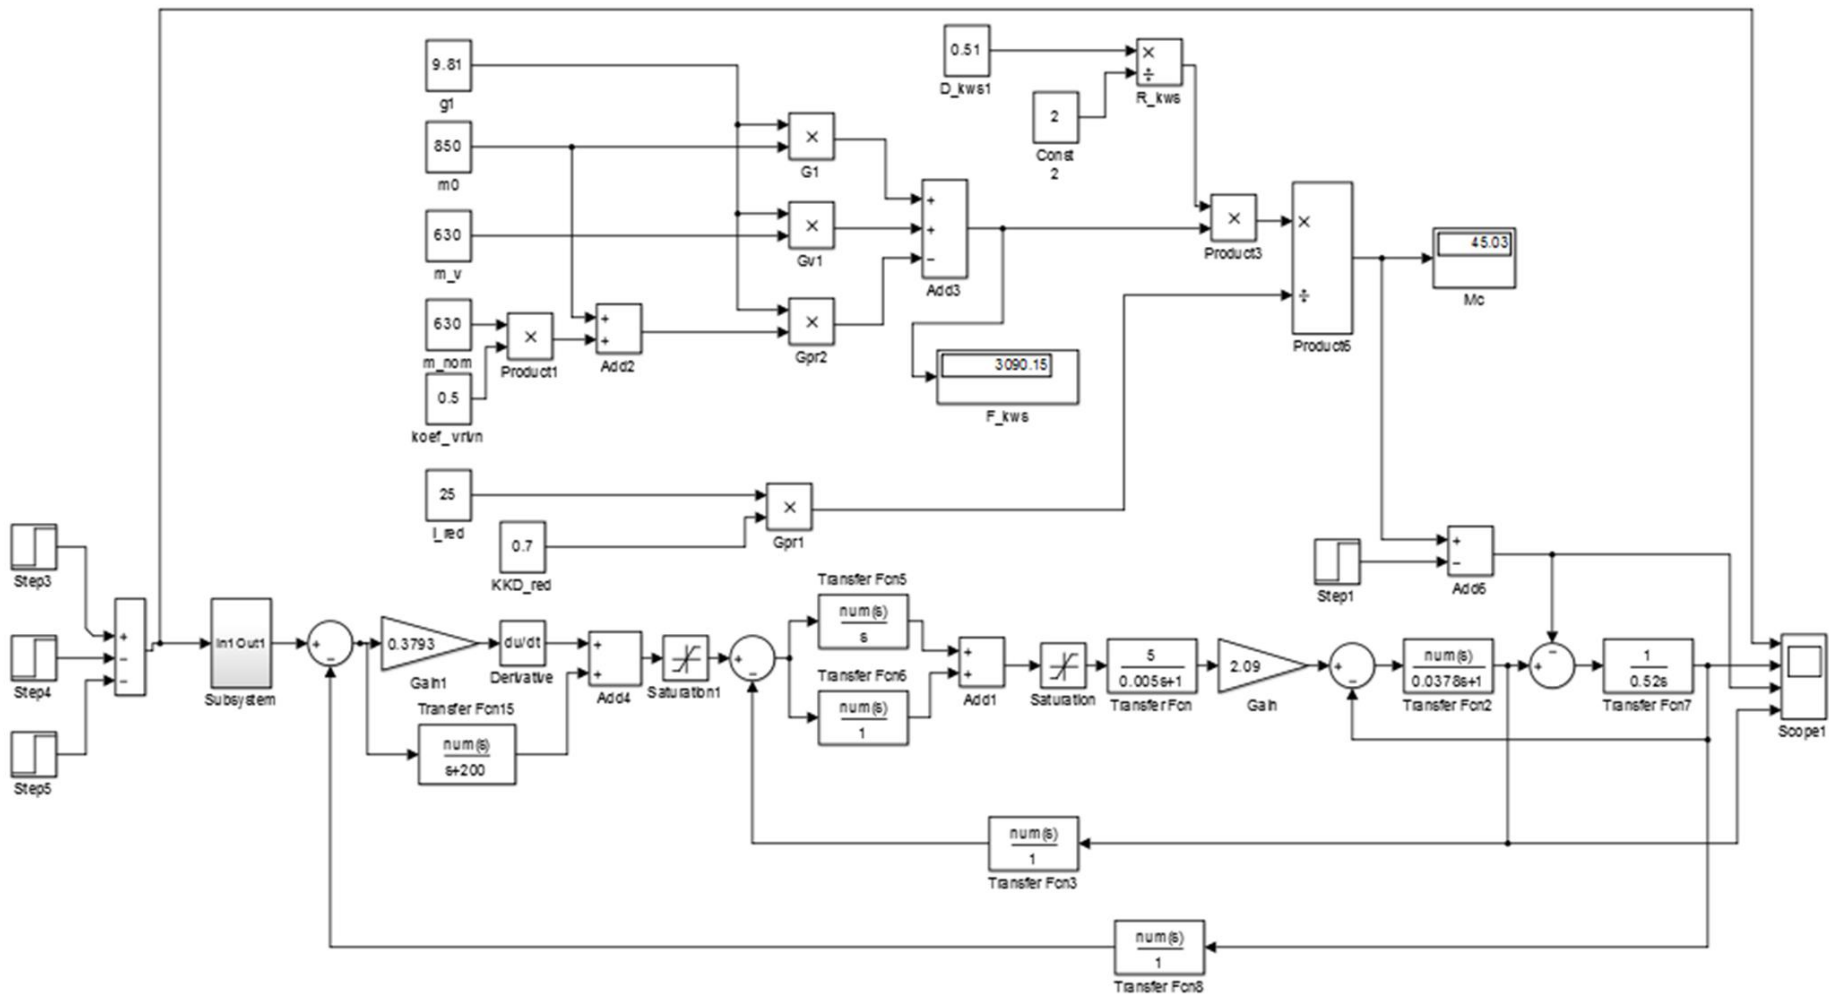 9.81
g1
850
m0
630
m_v
630
m_nom
0.5
koef_vrivn
×
Product1
+
+
Add2
×
G1
×
Gv1
×
Gpr2
+
+
−
Add3
3090.15
F_kws
0.51
D_kws1
2
Const
2
×
÷
R_kws
×
Product3
×
÷
Product6
45.03
Mc
25
I_red
0.7
KKD_red
×
Gpr1
Step3
Step4
Step5
+
−
−
In1 Out1
Subsystem
+
−
0.3793
Gain1
du/dt
Derivative
Transfer Fcn15
num(s)
s+200
+
+
Add4
Saturation1
+
−
Transfer Fcn5
num(s)
s
Transfer Fcn6
num(s)
1
+
+
Add1
Saturation
5
0.005s+1
Transfer Fcn
2.09
Gain
+
−
num(s)
0.0378s+1
Transfer Fcn2
Step1
+
−
Add6
−
+
1
0.52s
Transfer Fcn7
Scope1
num(s)
1
Transfer Fcn3
num(s)
1
Transfer Fcn8